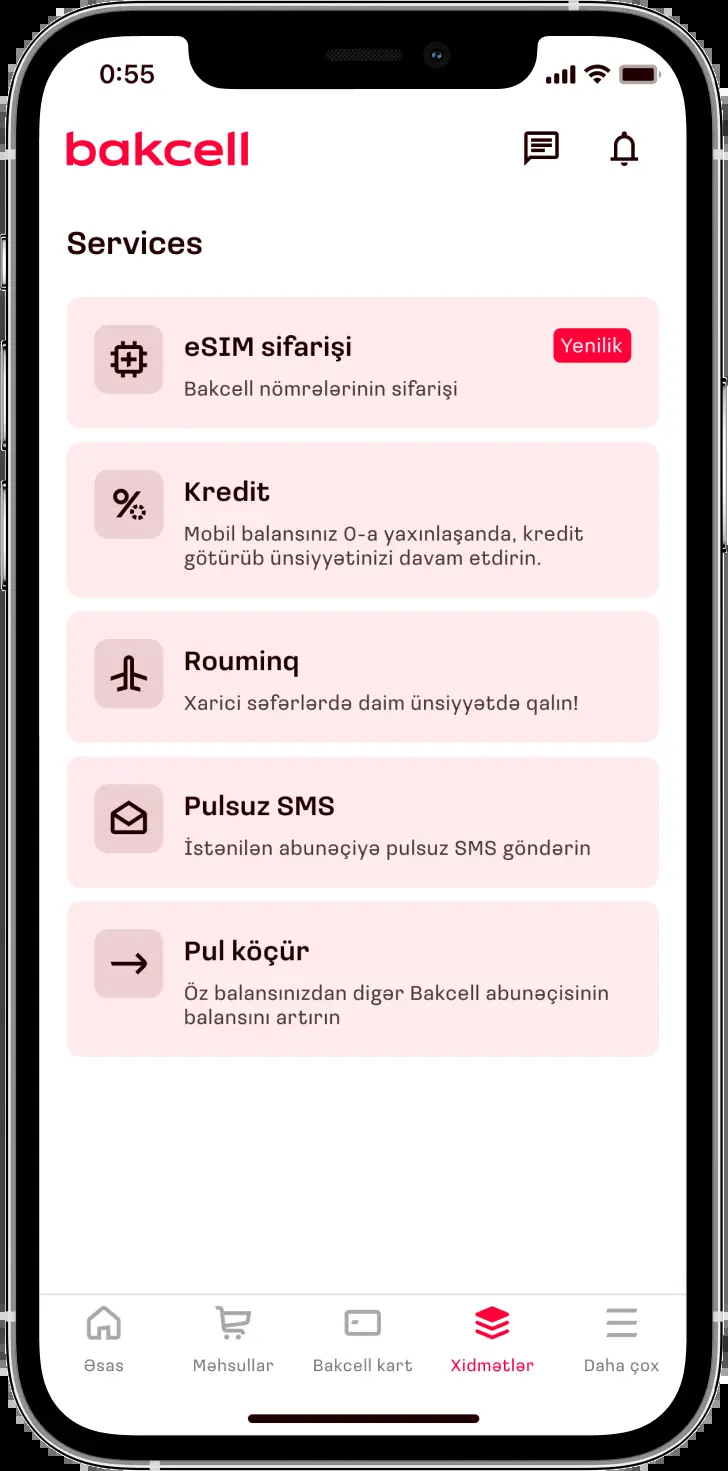 0:55
bakcell
Services
eSIM sifarişi
Yenilik
Bakcell nömrələrinin sifarişi
Kredit
Mobil balansınız 0-a yaxınlaşanda, kredit
götürüb ünsiyyətinizi davam etdirin.
Rouminq
Xarici səfərlərdə daim ünsiyyətdə qalın!
Pulsuz SMS
İstənilən abunəçiyə pulsuz SMS göndərin
Pul köçür
Öz balansınızdan digər Bakcell abunəçisinin
balansını artırın
Əsas
Məhsullar
Bakcell kart
Xidmətlər
Daha çox